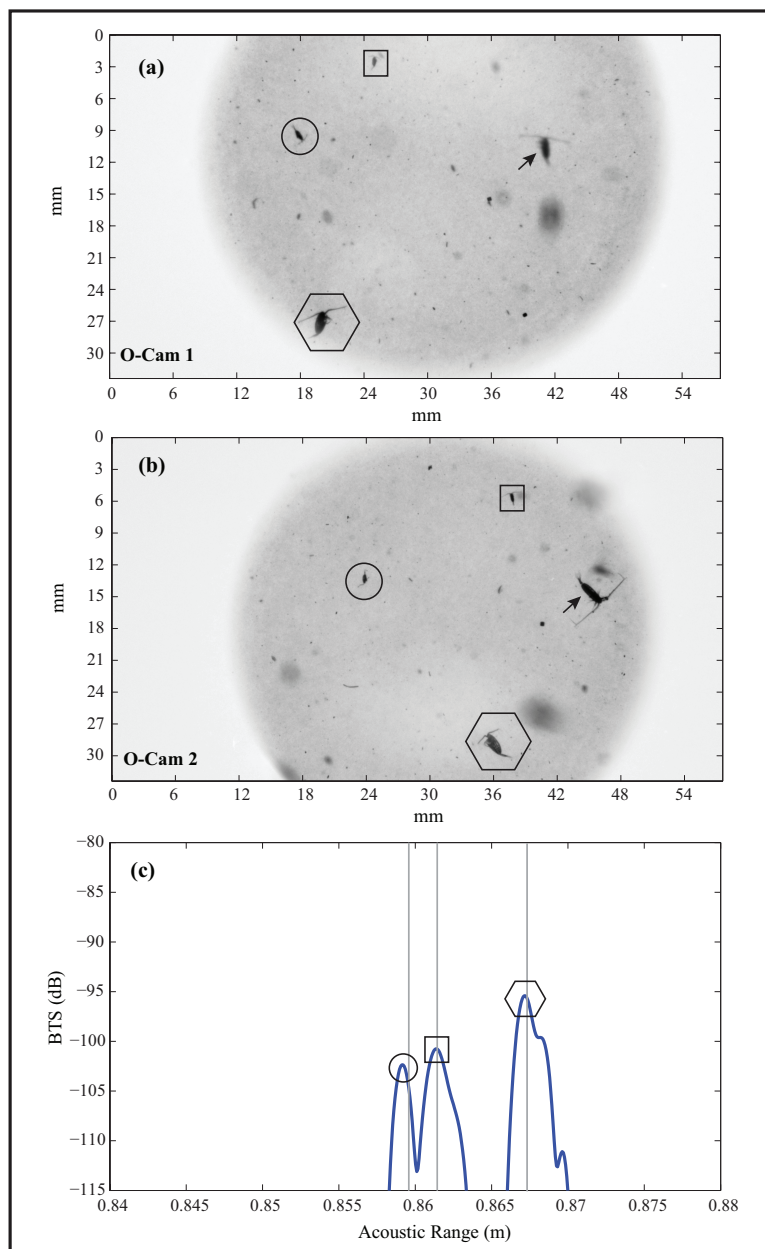 (a)
0
3
6
9
12
15
18
21
24
27
30
mm
O-Cam 1
0 6 12 18 24 30 36 42 48 54
mm
(b)
0
3
6
9
12
15
18
21
24
27
30
mm
O-Cam 2
0 6 12 18 24 30 36 42 48 54
mm
(c)
−80
−85
−90
−95
−100
−105
−110
−115
BTS (dB)
0.84 0.845 0.85 0.855 0.86 0.865 0.87 0.875 0.88
Acoustic Range (m)